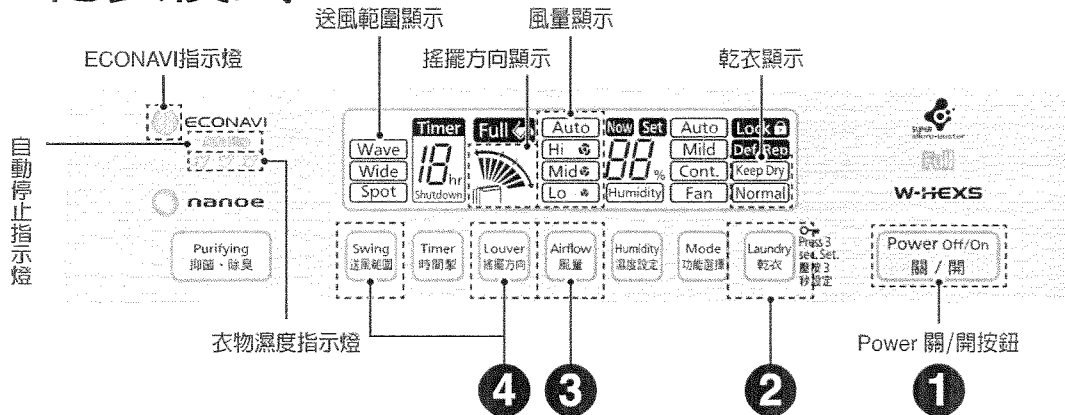 送風範圍顯示
風量顯示
ECONAVI指示燈
搖擺方向顯示
乾衣顯示
自動停止指示燈
ECONAVI
nanoe
Wave
Wide
Spot
Timer
18 hr
Shutdown
Full
Auto
Hi
Mid
Lo
Now Set
88 %
Humidity
Auto
Mild
Cont.
Fan
Lock
Def Rep
Keep Dry
Normal
W-HEXS
Purifying
抑菌、除臭
Swing
送風範圍
Timer
時間掣
Louver
搖擺方向
Airflow
風量
Humidity
濕度設定
Mode
功能選擇
Laundry
乾衣
Press 3
sec. Set.
壓按 3
秒設定
Power Off/On
關 / 開
衣物濕度指示燈
Power 關/開按鈕
4
3
2
1